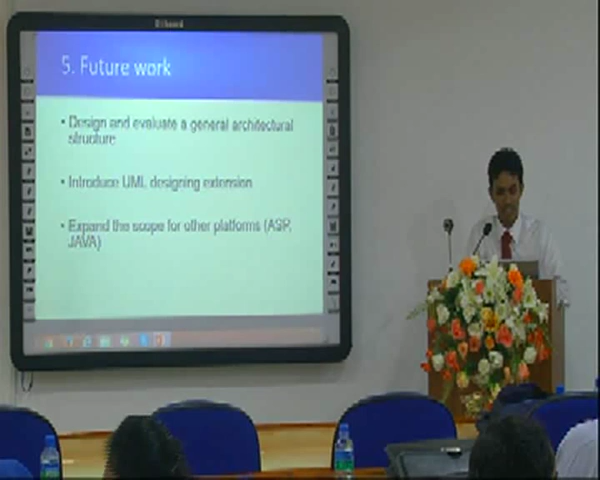 5. Future work
• Design and evaluate a general architectural
structure
• Introduce UML designing extension
• Expand the scope for other platforms (ASP,
JAVA)